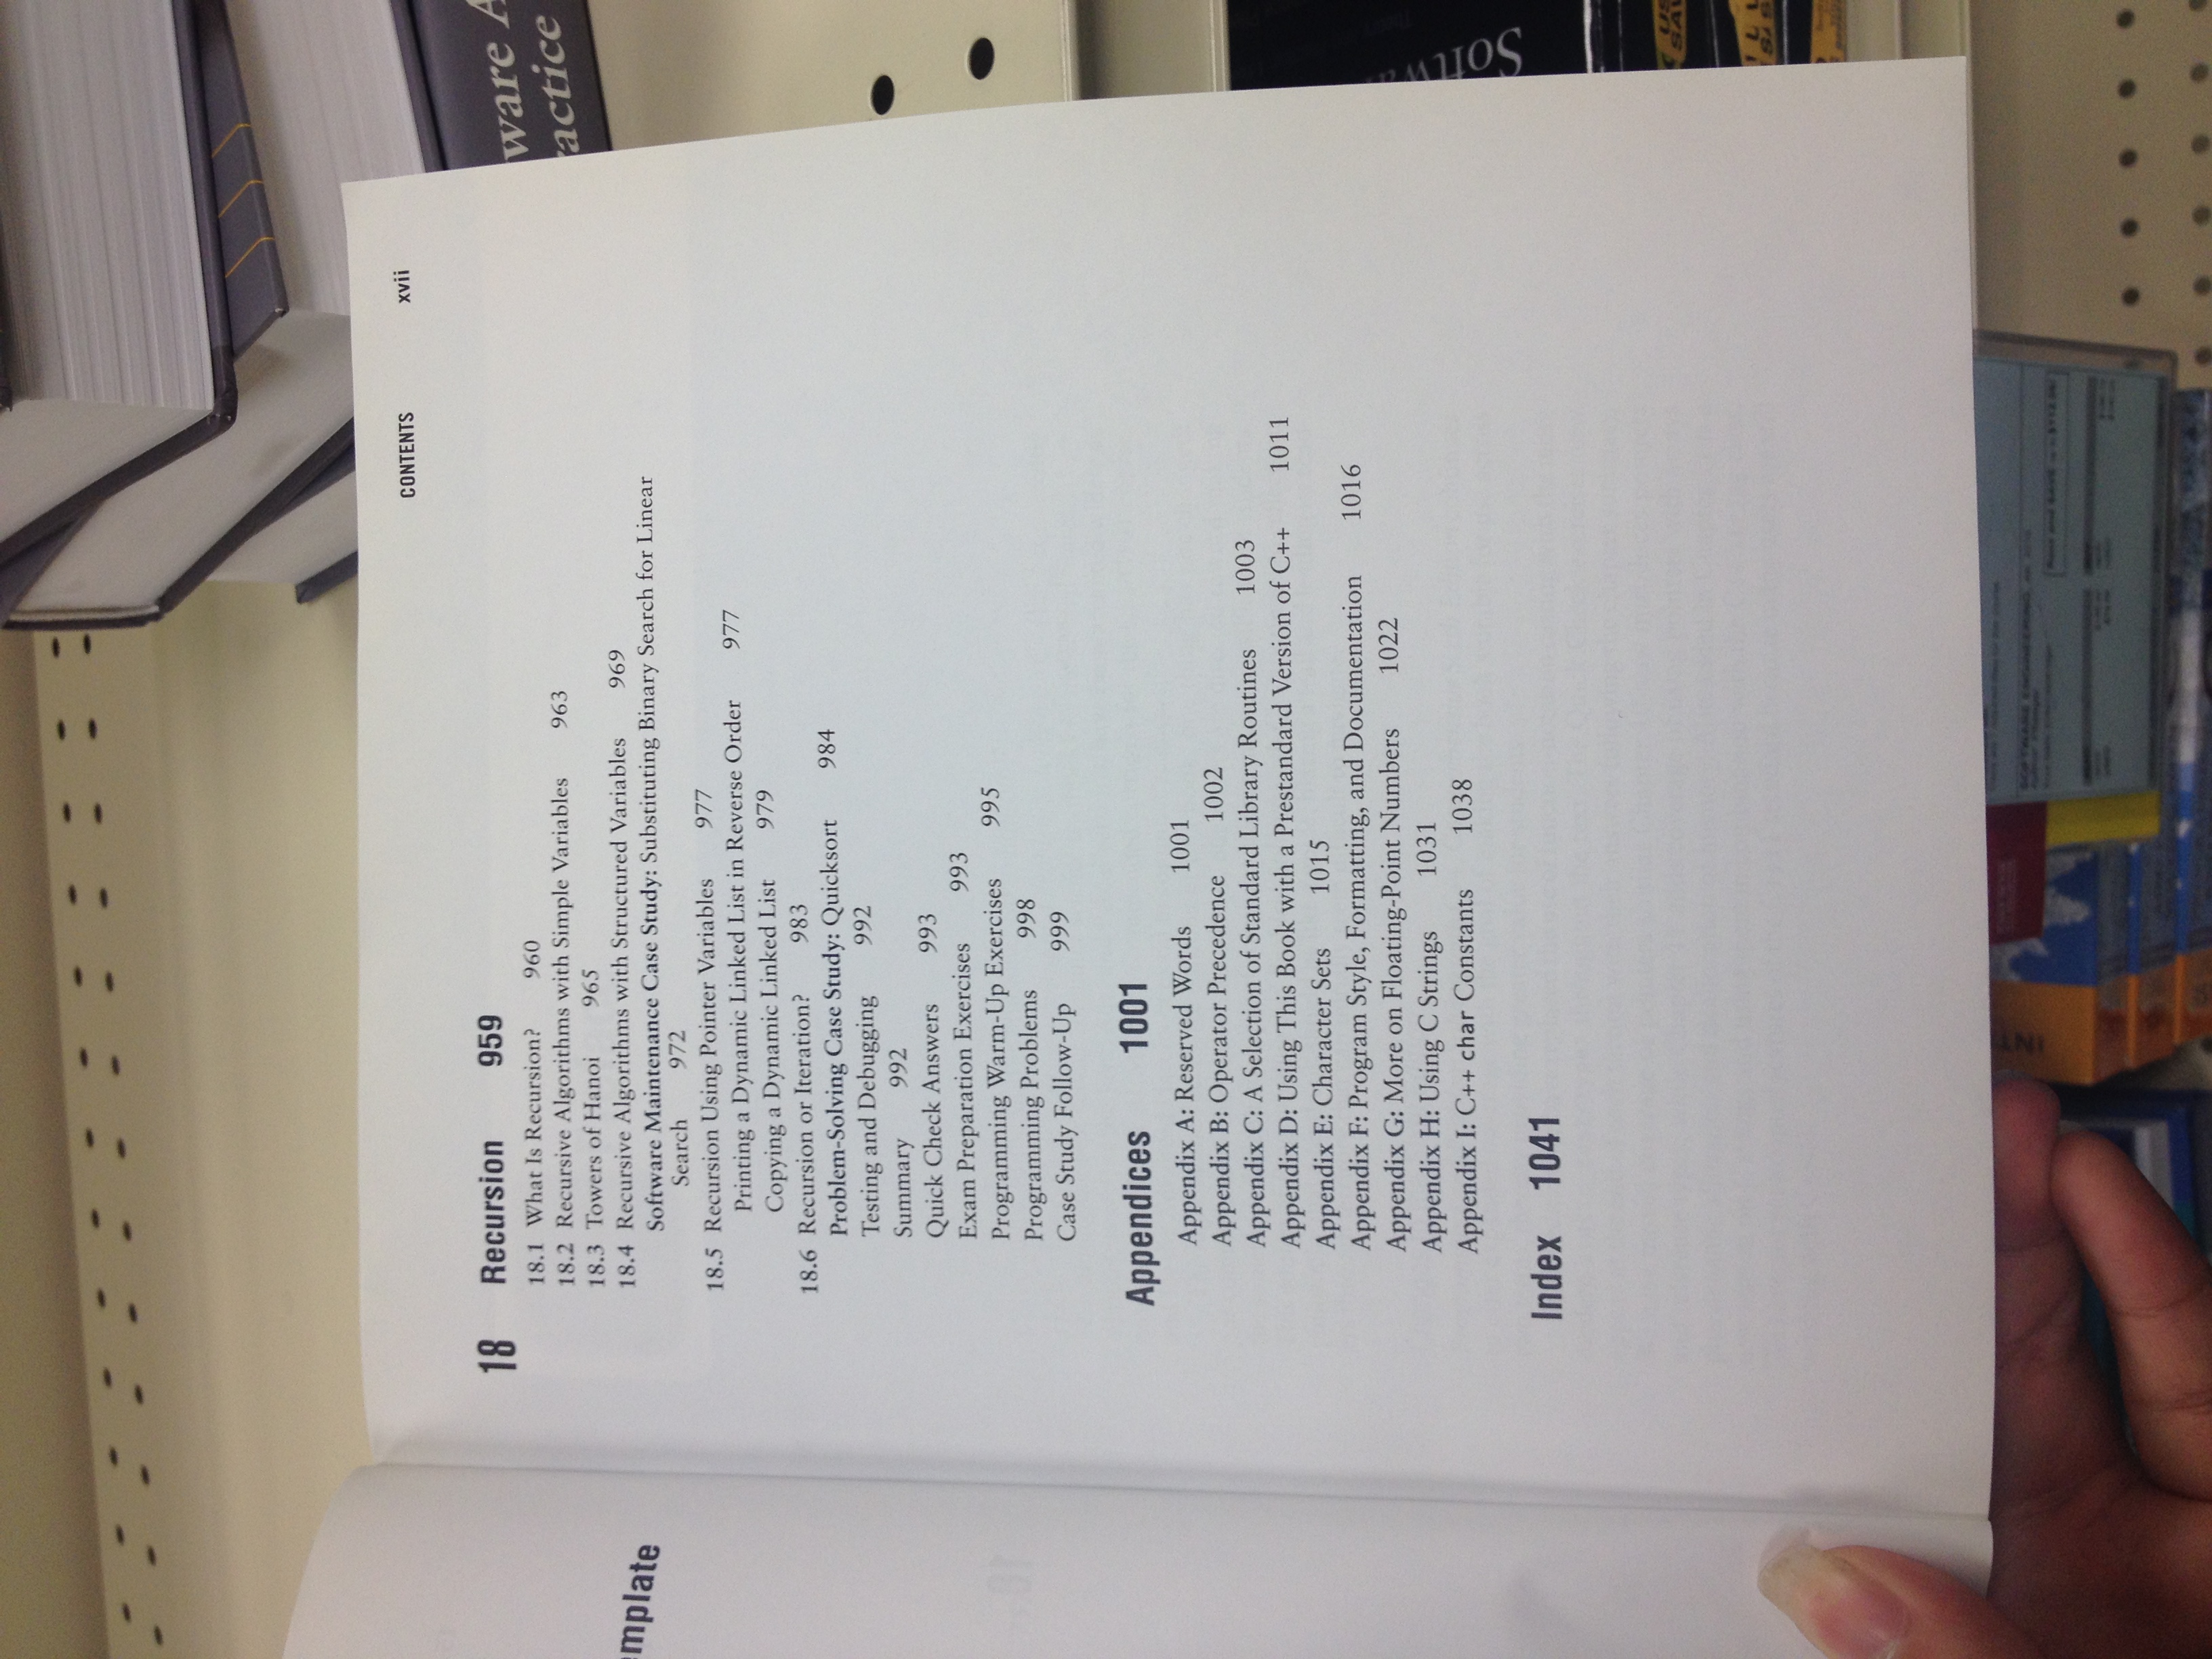 CONTENTS xvii
18 Recursion 959
18.1 What Is Recursion? 960
18.2 Recursive Algorithms with Simple Variables 963
18.3 Towers of Hanoi 965
18.4 Recursive Algorithms with Structured Variables 969
Software Maintenance Case Study: Substituting Binary Search for Linear
Search 972
18.5 Recursion Using Pointer Variables 977
Printing a Dynamic Linked List in Reverse Order 977
Copying a Dynamic Linked List 979
18.6 Recursion or Iteration? 983
Problem-Solving Case Study: Quicksort 984
Testing and Debugging 992
Summary 992
Quick Check Answers 993
Exam Preparation Exercises 993
Programming Warm-Up Exercises 995
Programming Problems 998
Case Study Follow-Up 999
Appendices 1001
Appendix A: Reserved Words 1001
Appendix B: Operator Precedence 1002
Appendix C: A Selection of Standard Library Routines 1003
Appendix D: Using This Book with a Prestandard Version of C++ 1011
Appendix E: Character Sets 1015
Appendix F: Program Style, Formatting, and Documentation 1016
Appendix G: More on Floating-Point Numbers 1022
Appendix H: Using C Strings 1031
Appendix I: C++ char Constants 1038
Index 1041
emplate
ware A
ractice
Softwa
SOFTWARE ENGINEERING
Rent and SAVE